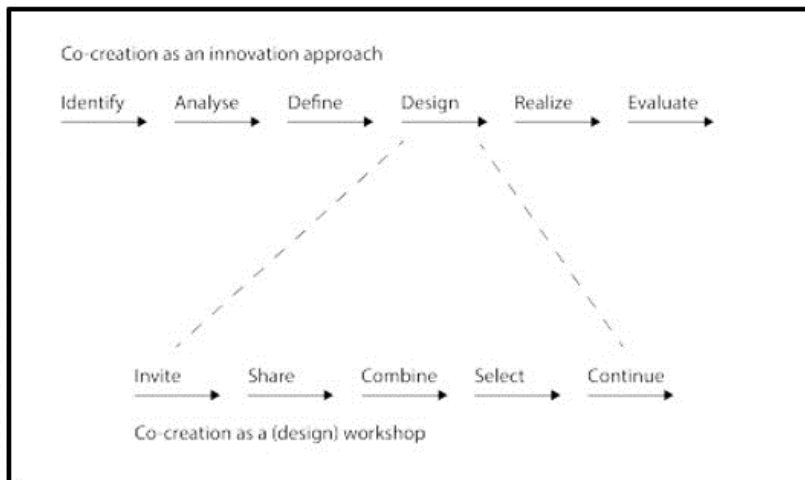 Co-creation as an innovation approach
Identify Analyse Define Design Realize Evaluate
Invite Share Combine Select Continue
Co-creation as a (design) workshop